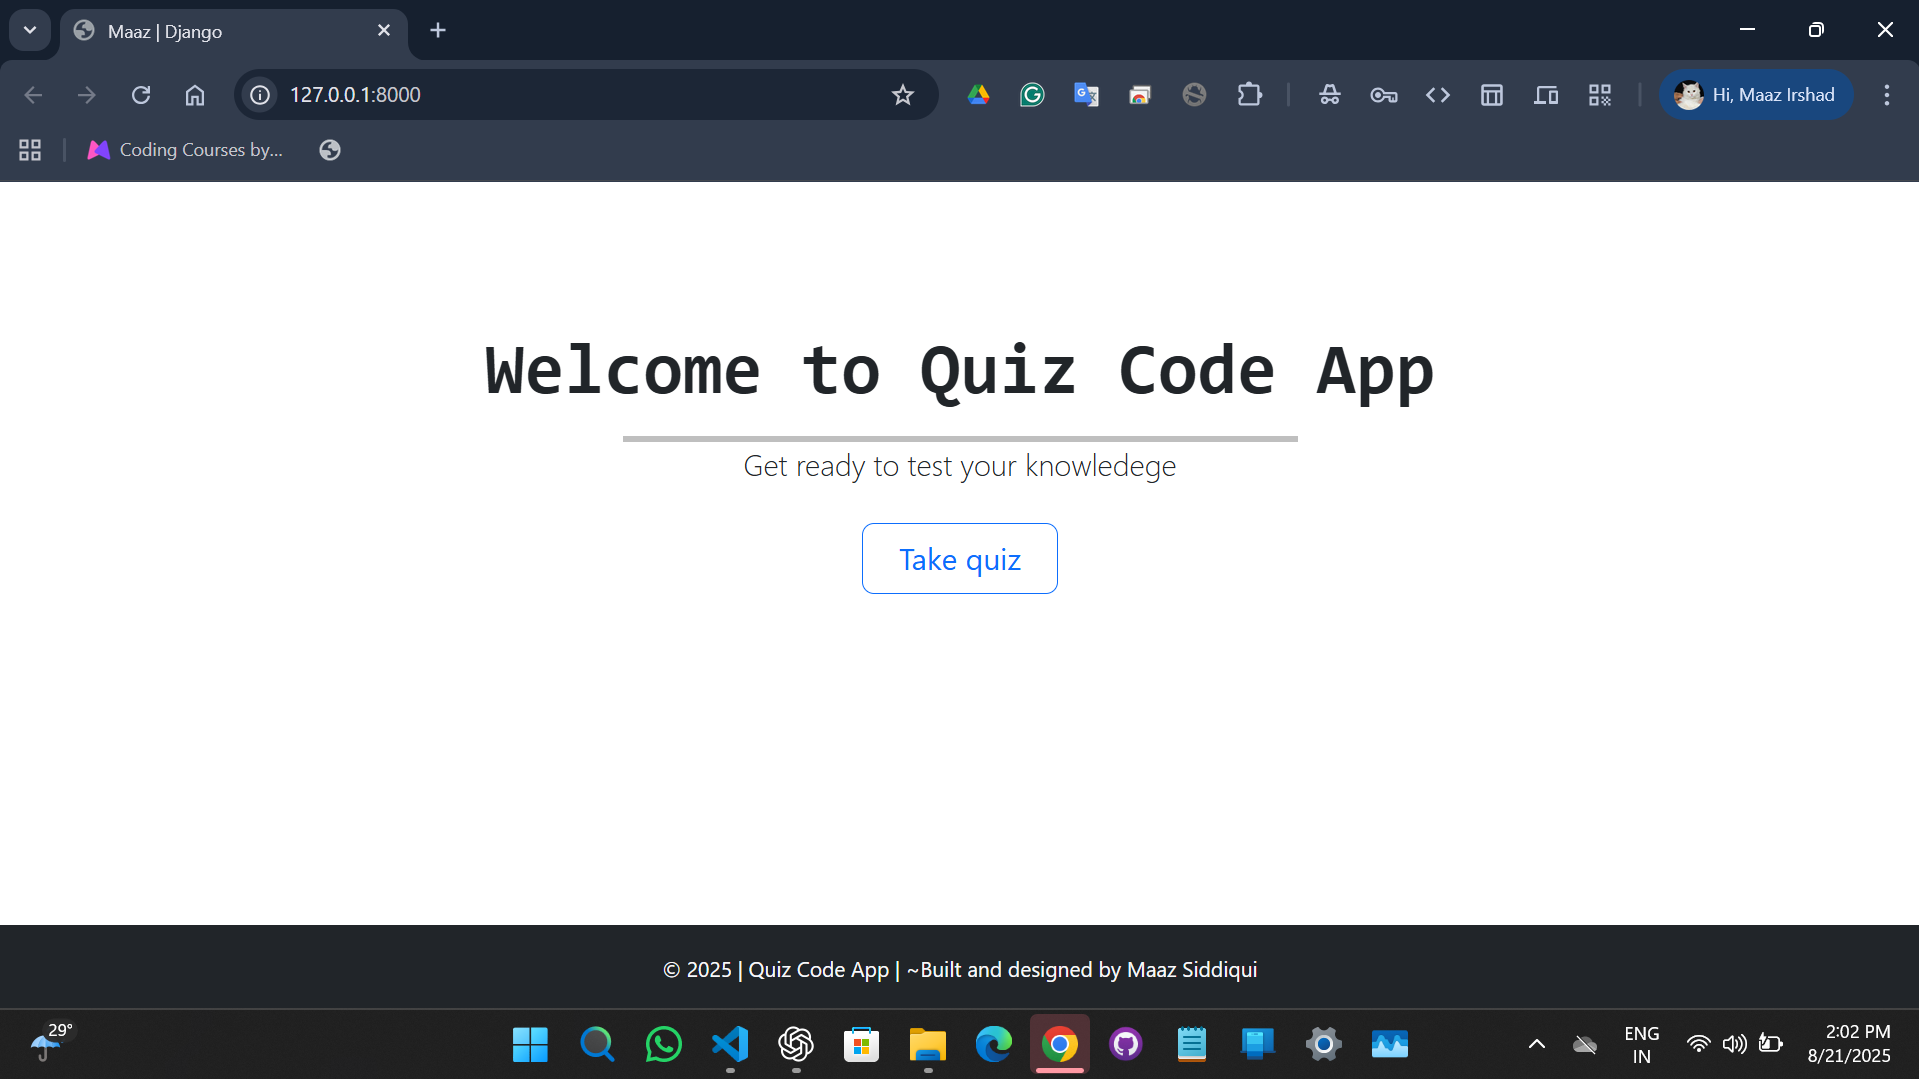 Maaz | Django
127.0.0.1:8000
Hi, Maaz Irshad
Coding Courses by...
Welcome to Quiz Code App
Get ready to test your knowledege
Take quiz
© 2025 | Quiz Code App | ~Built and designed by Maaz Siddiqui
29°
ENG
IN
2:02 PM
8/21/2025